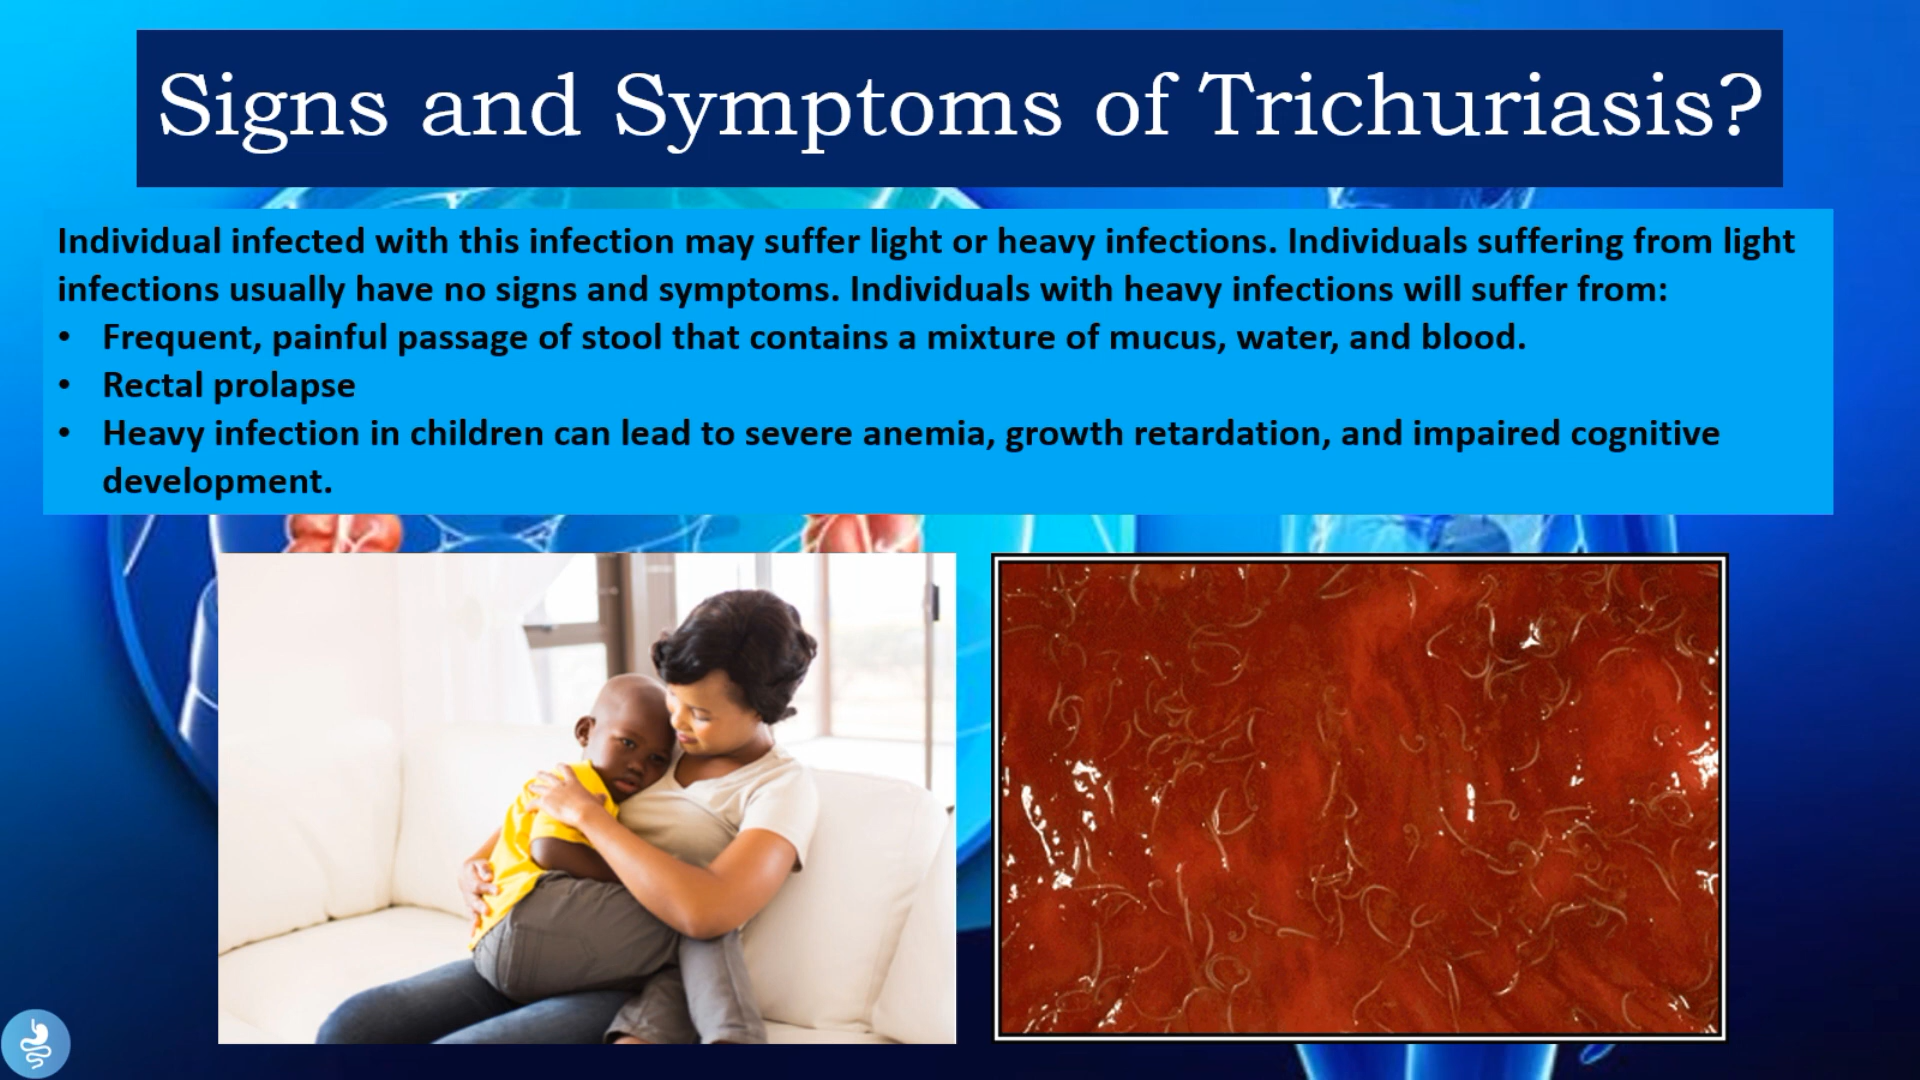 Signs and Symptoms of Trichuriasis?
Individual infected with this infection may suffer light or heavy infections. Individuals suffering from light
infections usually have no signs and symptoms. Individuals with heavy infections will suffer from:
• Frequent, painful passage of stool that contains a mixture of mucus, water, and blood.
• Rectal prolapse
• Heavy infection in children can lead to severe anemia, growth retardation, and impaired cognitive
development.